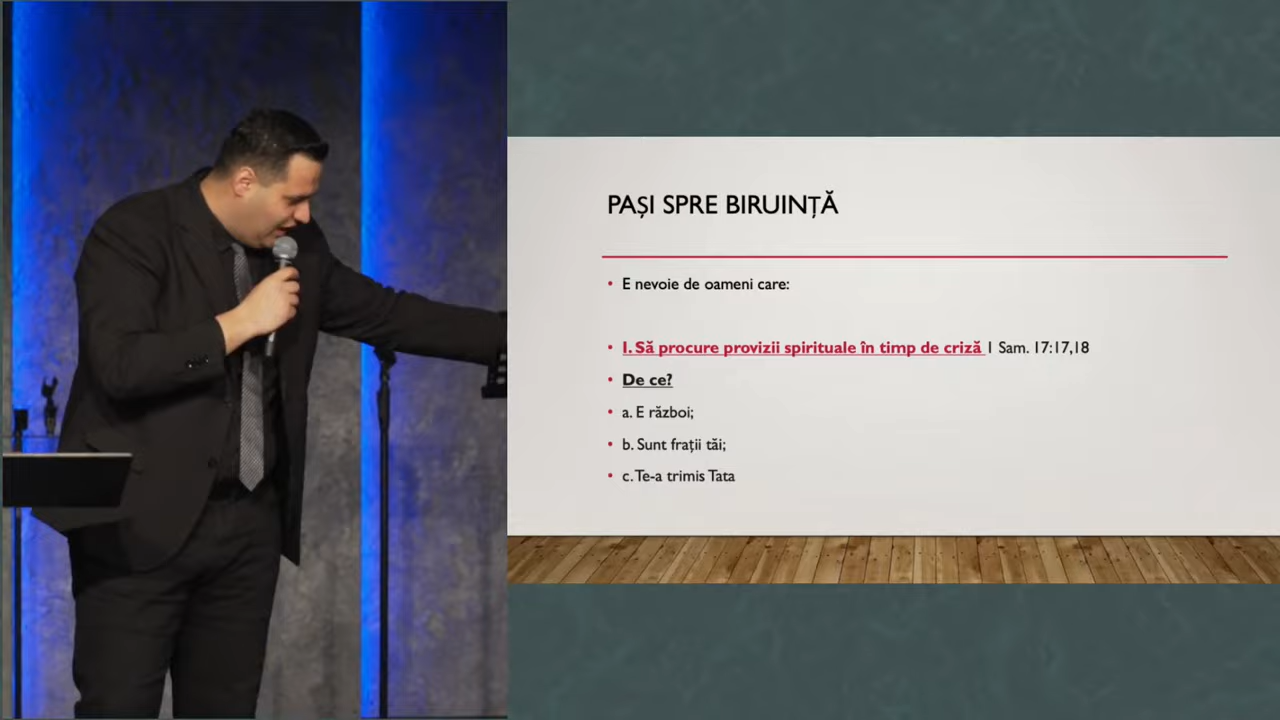 PAȘI SPRE BIRUINȚĂ
• E nevoie de oameni care:
• I. Să procure provizii spirituale în timp de criză 1 Sam. 17:17,18
• De ce?
• a. E război;
• b. Sunt frații tăi;
• c. Te-a trimis Tata